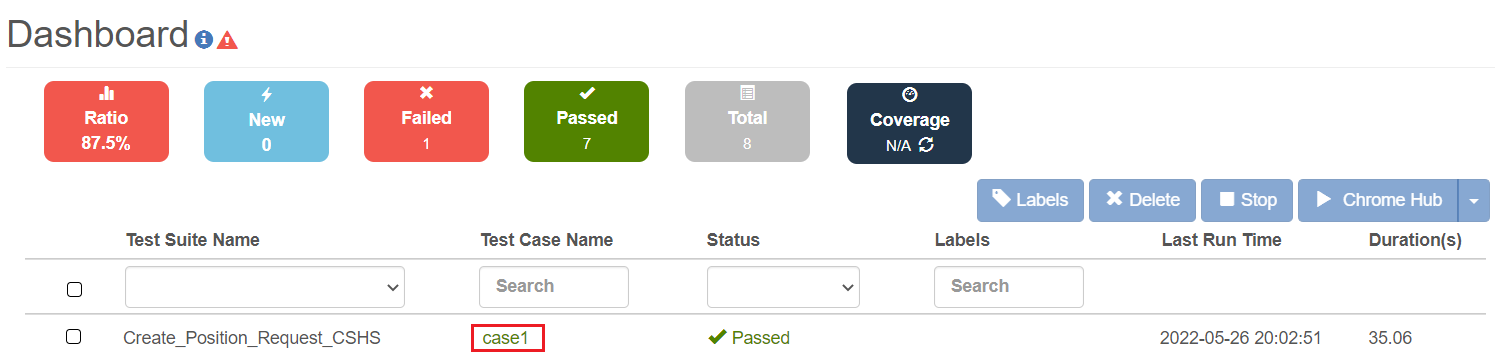 Dashboard
Ratio New Failed Passed Total Coverage
87.5% 0 1 7 8 N/A
Labels Delete Stop Chrome Hub
Test Suite Name Test Case Name Status Labels Last Run Time Duration(s)
Search Search
Create_Position_Request_CSHS case1 Passed 2022-05-26 20:02:51 35.06